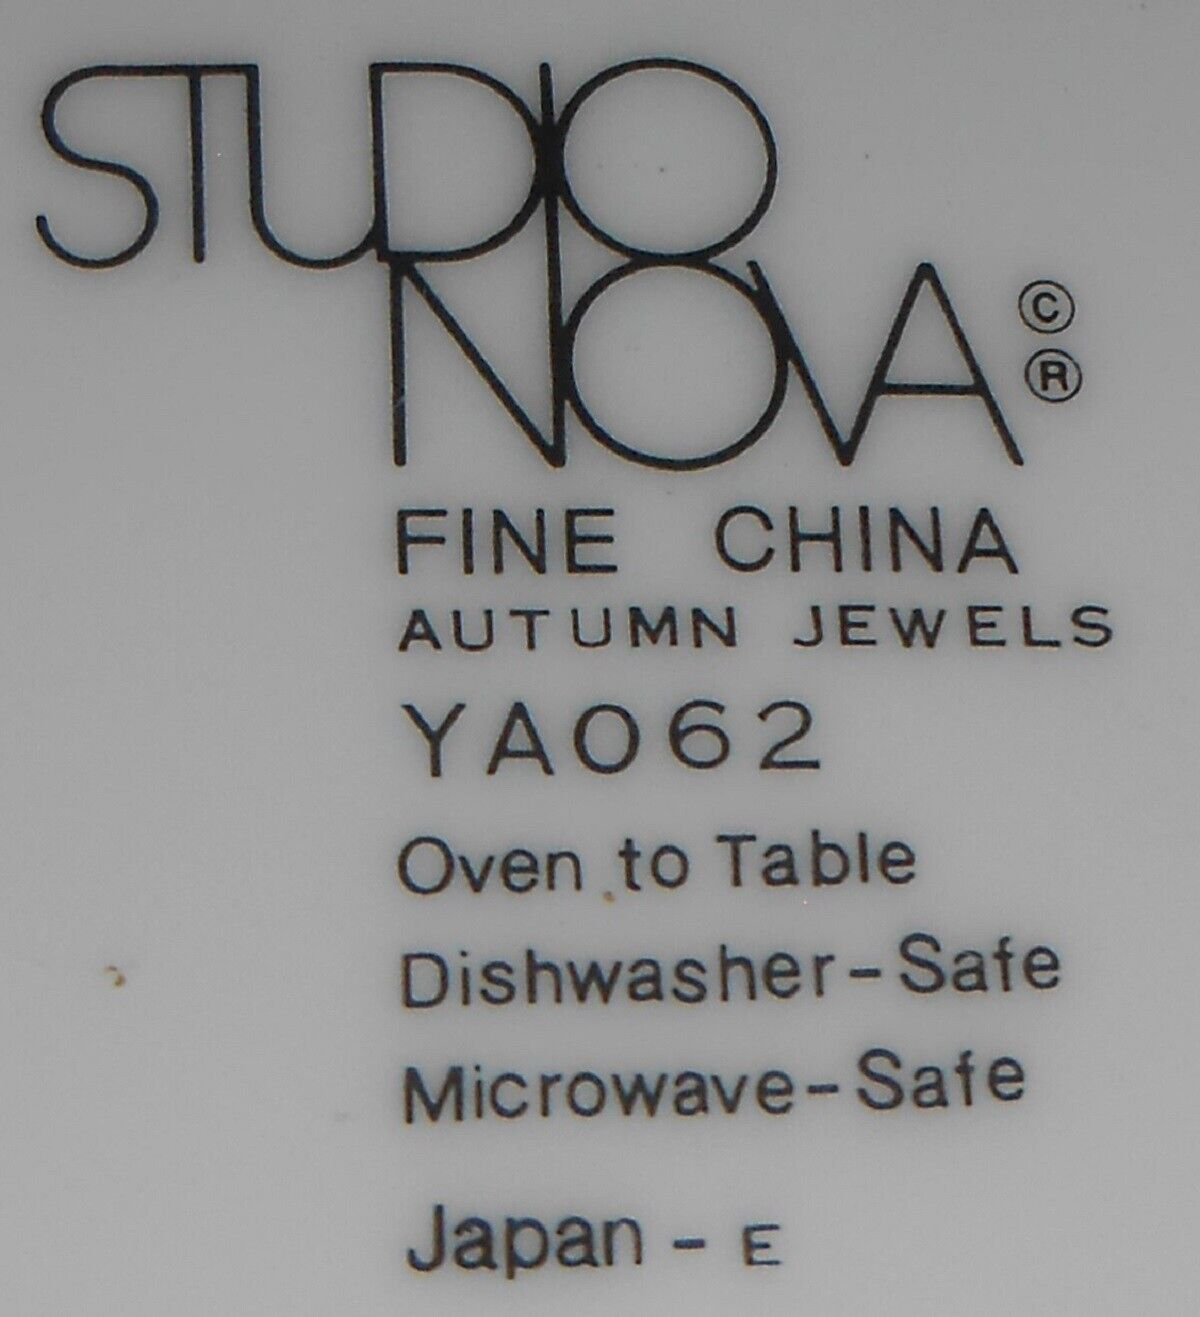 STUDIO
NOVA © ®
FINE CHINA
AUTUMN JEWELS
YA062
Oven to Table
Dishwasher-Safe
Microwave-Safe
Japan - E